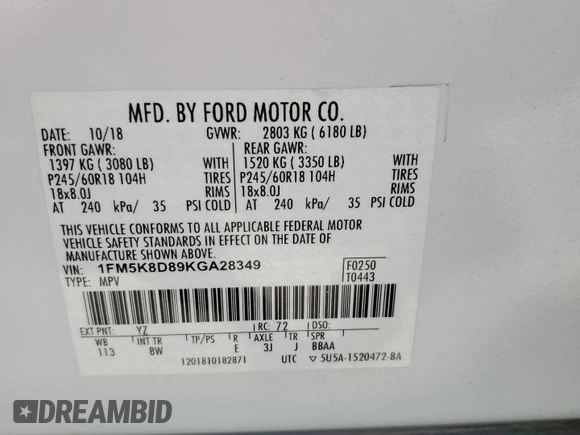 MFD. BY FORD MOTOR CO.
DATE: 10/18 GVWR: 2803 KG ( 6180 LB)
FRONT GAWR: REAR GAWR:
1397 KG ( 3080 LB) WITH 1520 KG ( 3350 LB) WITH
P245/60R18 104H TIRES P245/60R18 104H TIRES
18x8.0J RIMS 18x8.0J RIMS
AT 240 kPa/ 35 PSI COLD AT 240 kPa/ 35 PSI COLD
THIS VEHICLE CONFORMS TO ALL APPLICABLE FEDERAL MOTOR
VEHICLE SAFETY AND THEFT PREVENTION STANDARDS IN EFFECT ON THE DATE
OF MANUFACTURE SHOWN ABOVE.
VIN: 1FM5K8D89KGA28349 F0250
TYPE: MPV T0443
EXT PNT: YZ RC: 72 DSO:
WB INT TR TP/PS R AXLE TR SPR
113 8W E 3J J BBAA
1201810182871 UTC ▽ 5U5A-1520472-BA
DREAMBID